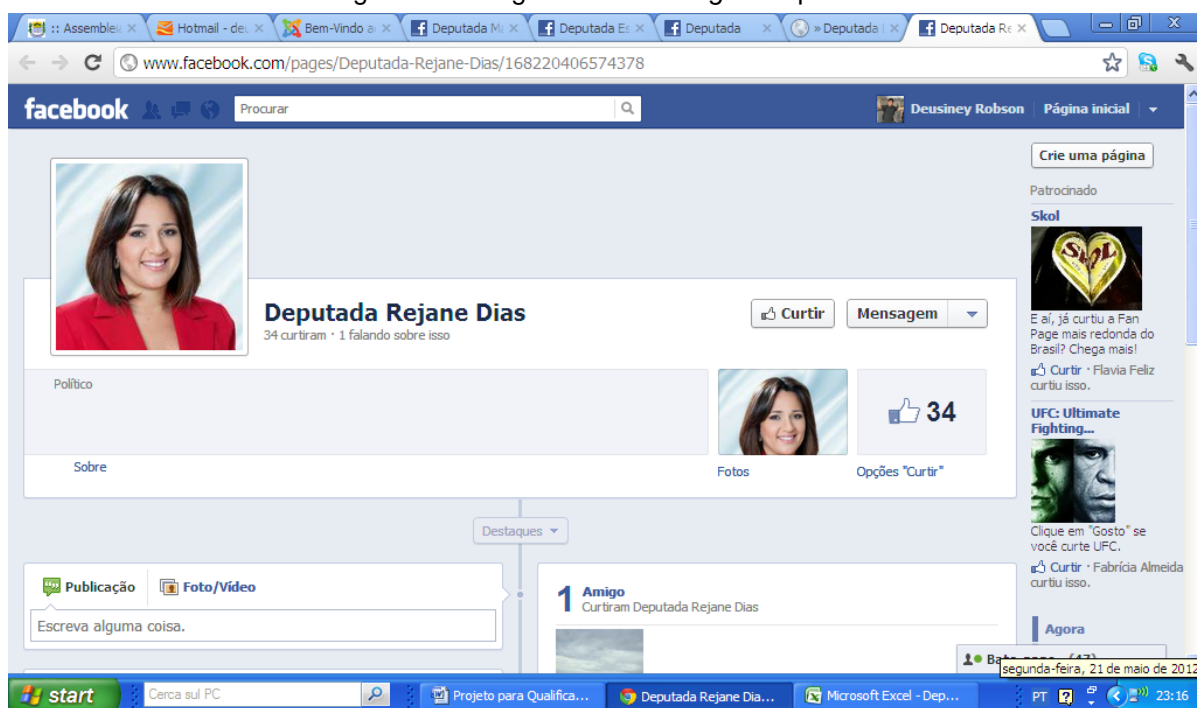 :: Assemblei
Hotmail - deu
Bem-Vindo a
Deputada Ma
Deputada Es
Deputada
» Deputada
Deputada Re
www.facebook.com/pages/Deputada-Rejane-Dias/168220406574378
facebook
Procurar
Deusiney Robson
Página inicial
Crie uma página
Patrocinado
Skol
SKOL
E aí, já curtiu a Fan
Page mais redonda do
Brasil? Chega mais!
Curtir · Flavia Feliz
curtiu isso.
Deputada Rejane Dias
34 curtiram · 1 falando sobre isso
Curtir
Mensagem
Político
34
Sobre
Fotos
Opções "Curtir"
UFC: Ultimate
Fighting...
Clique em "Gosto" se
você curte UFC.
Curtir · Fabrícia Almeida
curtiu isso.
Destaques
Publicação
Foto/Vídeo
Escreva alguma coisa.
1 Amigo
Curtiram Deputada Rejane Dias
Agora
segunda-feira, 21 de maio de 2012
start
Cerca sul PC
Projeto para Qualifica...
Deputada Rejane Dia...
Microsoft Excel - Dep...
PT
23:16